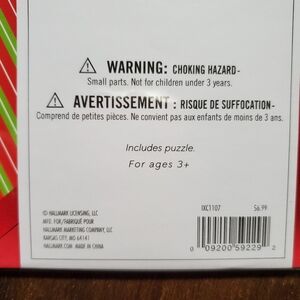 WARNING: CHOKING HAZARD-
Small parts. Not for children under 3 years.
AVERTISSEMENT : RISQUE DE SUFFOCATION-
Comprend de petites pièces. Ne convient pas aux enfants de moins de 3 ans.
Includes puzzle.
For ages 3+
© HALLMARK LICENSING, LLC
MFG. FOR/FABRIQUÉ POUR
HALLMARK MARKETING COMPANY, LLC
KANSAS CITY, MO 64141
HALLMARK.COM MADE IN CHINA
IXC1107 $6.99
0 09200 59229 2